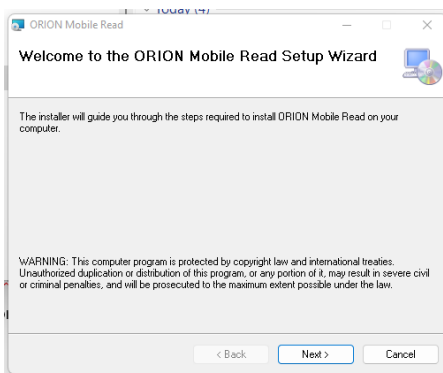 Today (4)
ORION Mobile Read
Welcome to the ORION Mobile Read Setup Wizard
The installer will guide you through the steps required to install ORION Mobile Read on your
computer.
WARNING: This computer program is protected by copyright law and international treaties.
Unauthorized duplication or distribution of this program, or any portion of it, may result in severe civil
or criminal penalties, and will be prosecuted to the maximum extent possible under the law.
< Back
Next >
Cancel